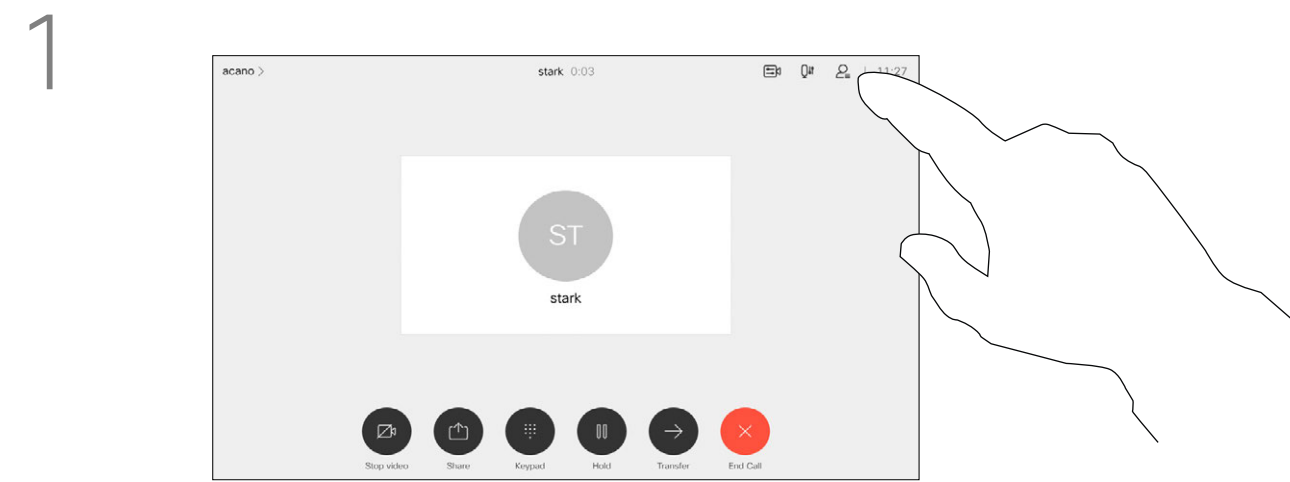 1
acano >
stark 0:03
11:27
ST
stark
Stop video
Share
Keypad
Hold
Transfer
End Call